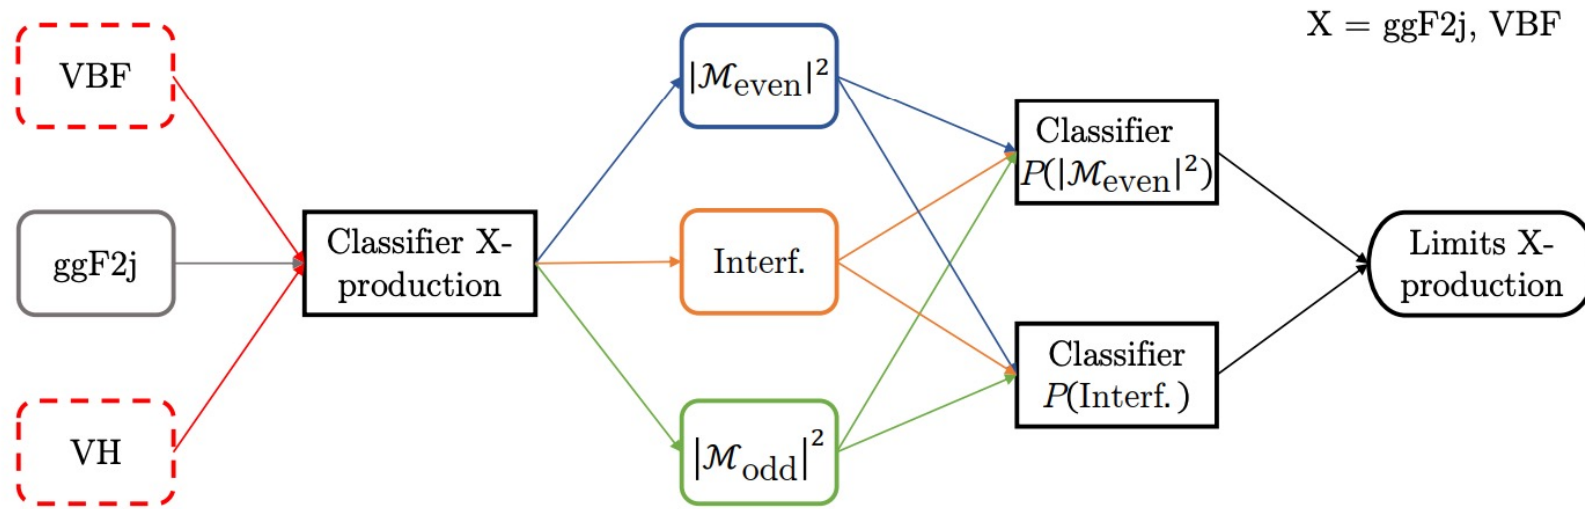 X = ggF2j, VBF
VBF
ggF2j
VH
Classifier X-
production
|ℳeven|²
Interf.
|ℳodd|²
Classifier
P(|ℳeven|²)
Classifier
P(Interf.)
Limits X-
production